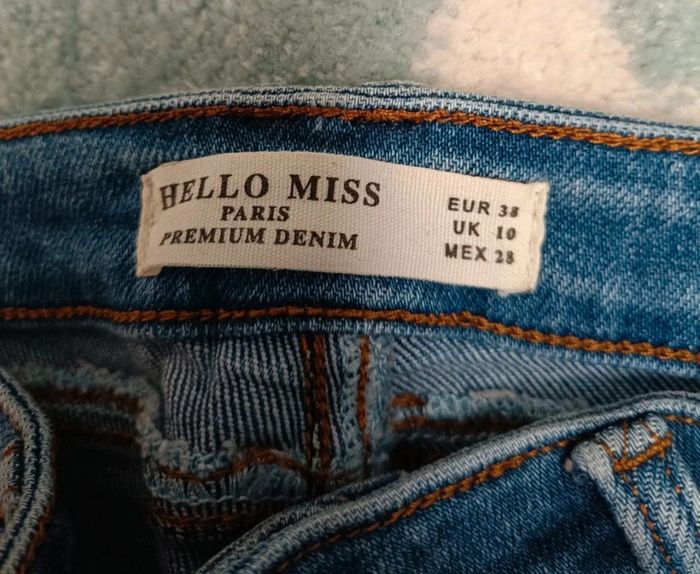 HELLO MISS
PARIS
PREMIUM DENIM
EUR 38
UK 10
MEX 28